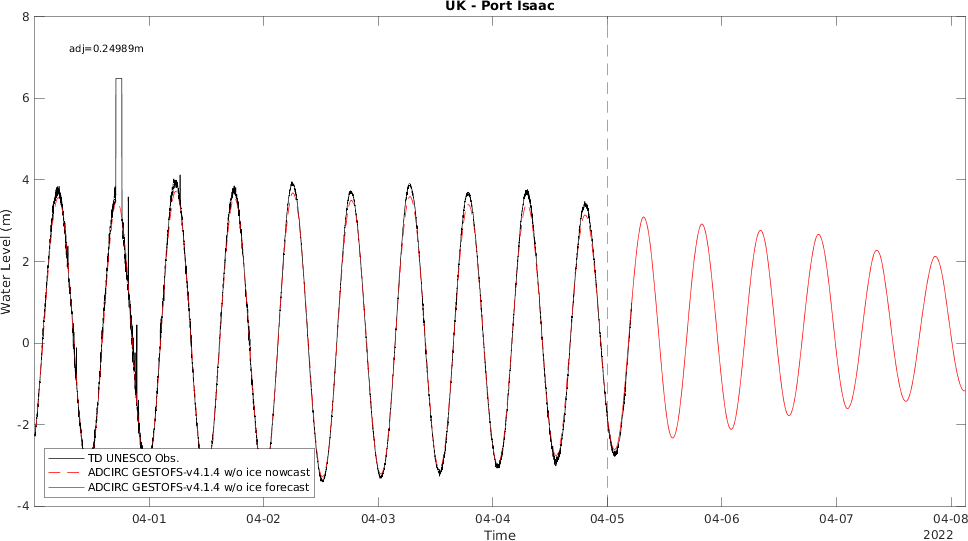 UK - Port Isaac
adj=0.24989m
8
6
4
2
0
-2
-4
Water Level (m)
TD UNESCO Obs.
ADCIRC GESTOFS-v4.1.4 w/o ice nowcast
ADCIRC GESTOFS-v4.1.4 w/o ice forecast
04-01 04-02 04-03 04-04 04-05 04-06 04-07 04-08
Time
2022